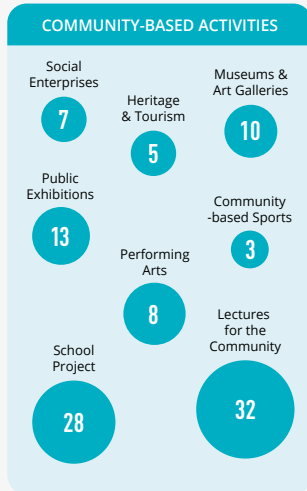 COMMUNITY-BASED ACTIVITIES
Social
Enterprises
7
Heritage
& Tourism
5
Museums &
Art Galleries
10
Public
Exhibitions
13
Community
-based Sports
3
Performing
Arts
8
Lectures
for the
Community
32
School
Project
28